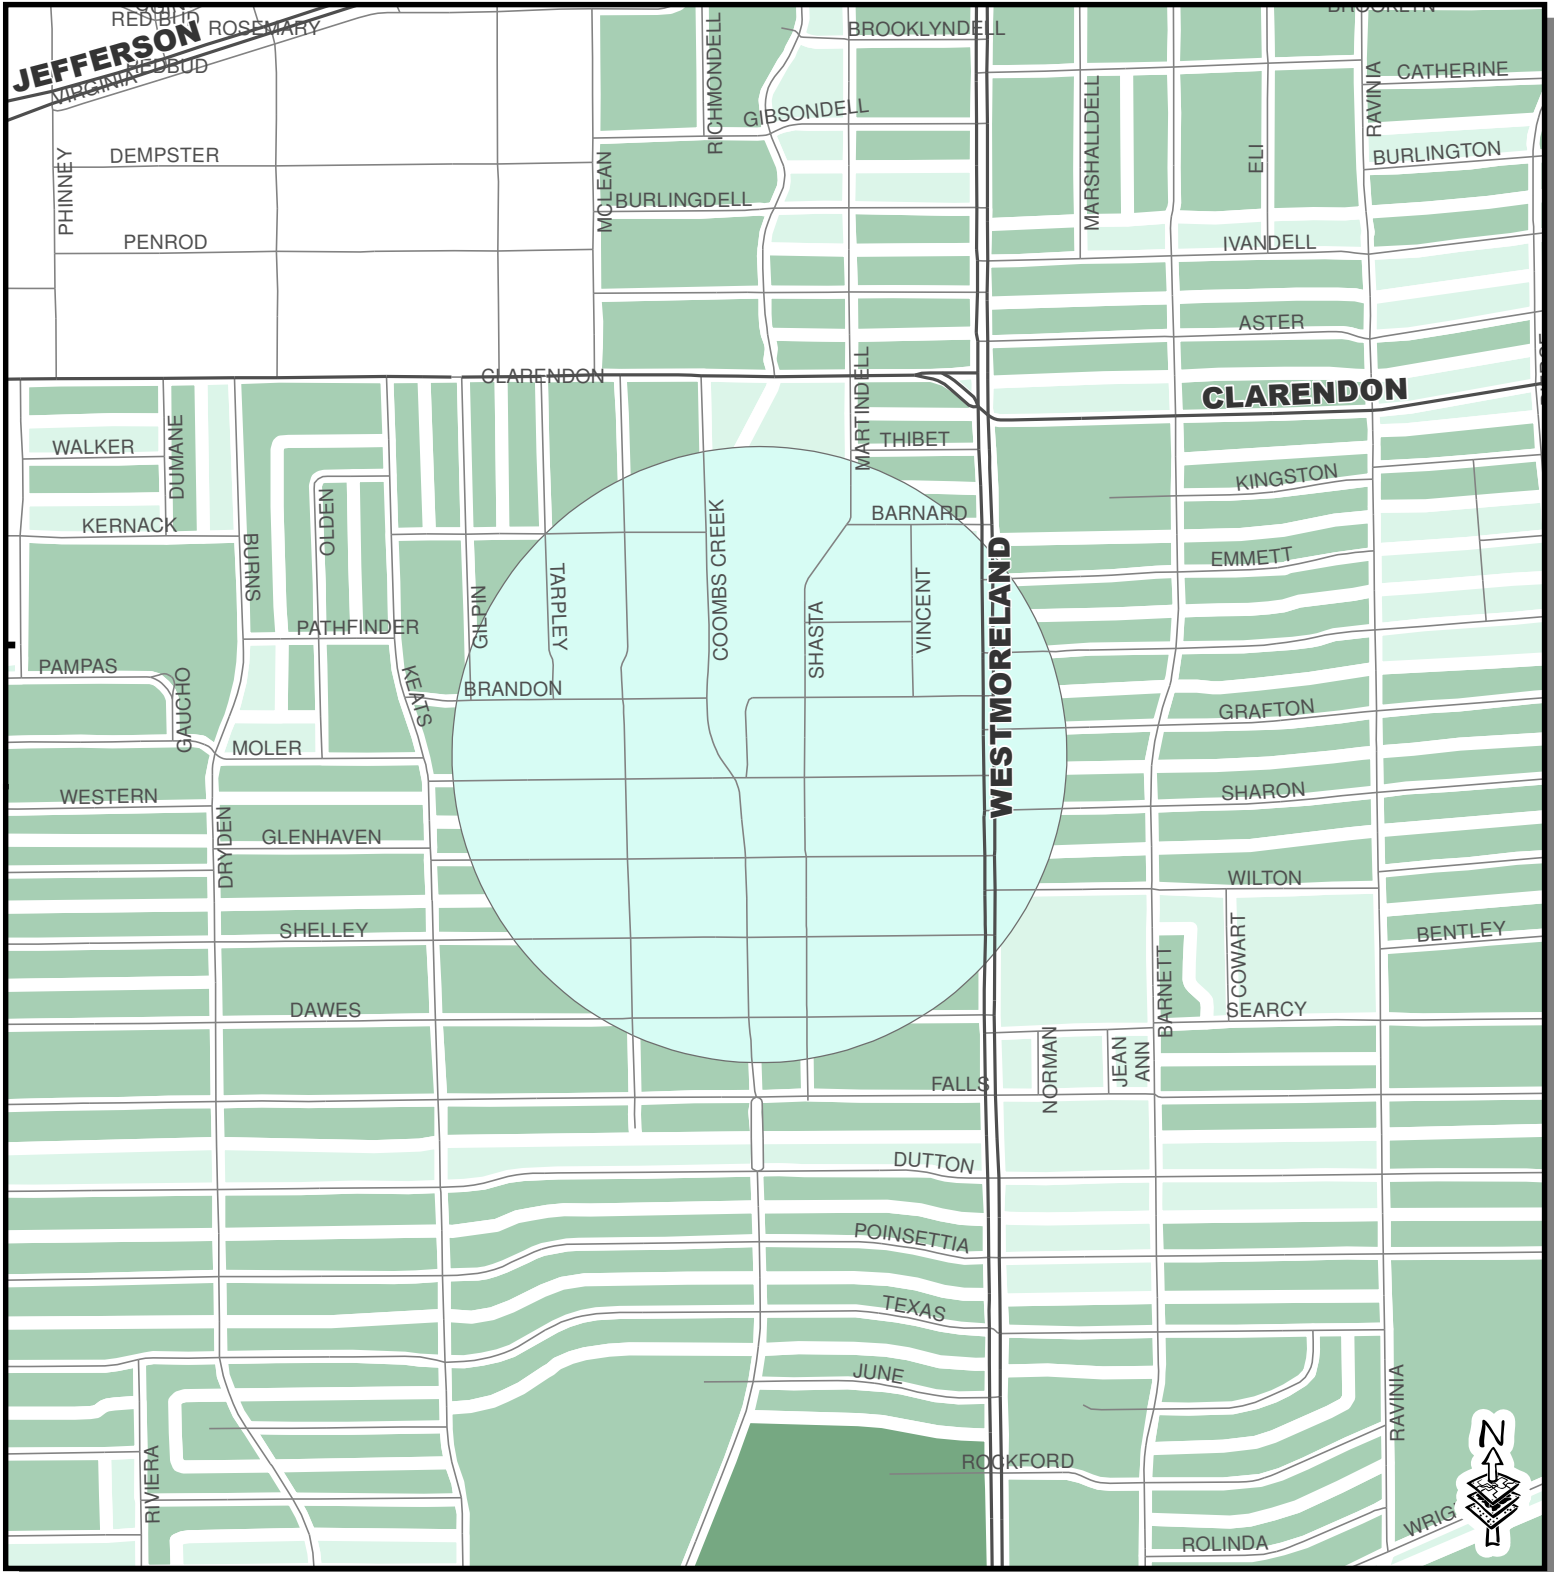 RED BUD
ROSEMARY
BROOKLYN
JEFFERSON
REDBUD
VIRGINIA
BROOKLYNDELL
RICHMONDELL
CATHERINE
RAVINIA
GIBSONDELL
MARSHALLDELL
PHINNEY
DEMPSTER
MCLEAN
ELI
BURLINGTON
BURLINGDELL
PENROD
IVANDELL
ASTER
CLARENDON
CLARENDON
MARTINDELL
WALKER
DUMANE
THIBET
KINGSTON
KERNACK
OLDEN
BURNS
COOMBS CREEK
BARNARD
EMMETT
WESTMORELAND
TARPLEY
GILPIN
SHASTA
VINCENT
PATHFINDER
PAMPAS
GAUCHO
KEATS
BRANDON
GRAFTON
MOLER
WESTERN
SHARON
DRYDEN
GLENHAVEN
WILTON
SHELLEY
BARNETT
COWART
BENTLEY
DAWES
SEARCY
NORMAN
JEAN
ANN
FALLS
DUTTON
POINSETTIA
TEXAS
JUNE
RAVINIA
RIVIERA
ROCKFORD
N
WRIG
ROLINDA